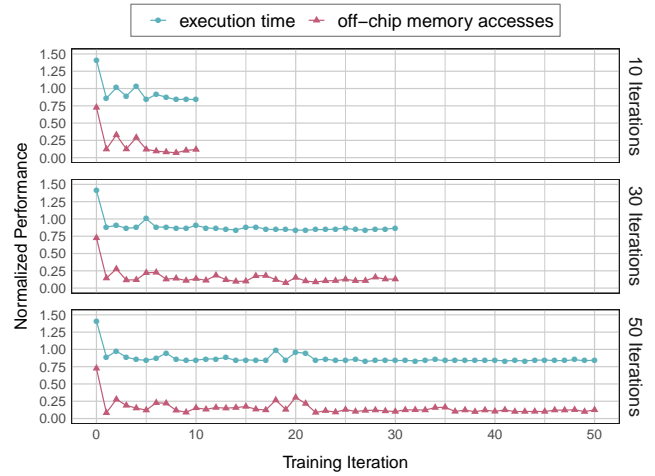 execution time
off−chip memory accesses
Normalized Performance
1.50
1.25
1.00
0.75
0.50
0.25
0.00
10 Iterations
1.50
1.25
1.00
0.75
0.50
0.25
0.00
30 Iterations
1.50
1.25
1.00
0.75
0.50
0.25
0.00
50 Iterations
0 10 20 30 40 50
Training Iteration